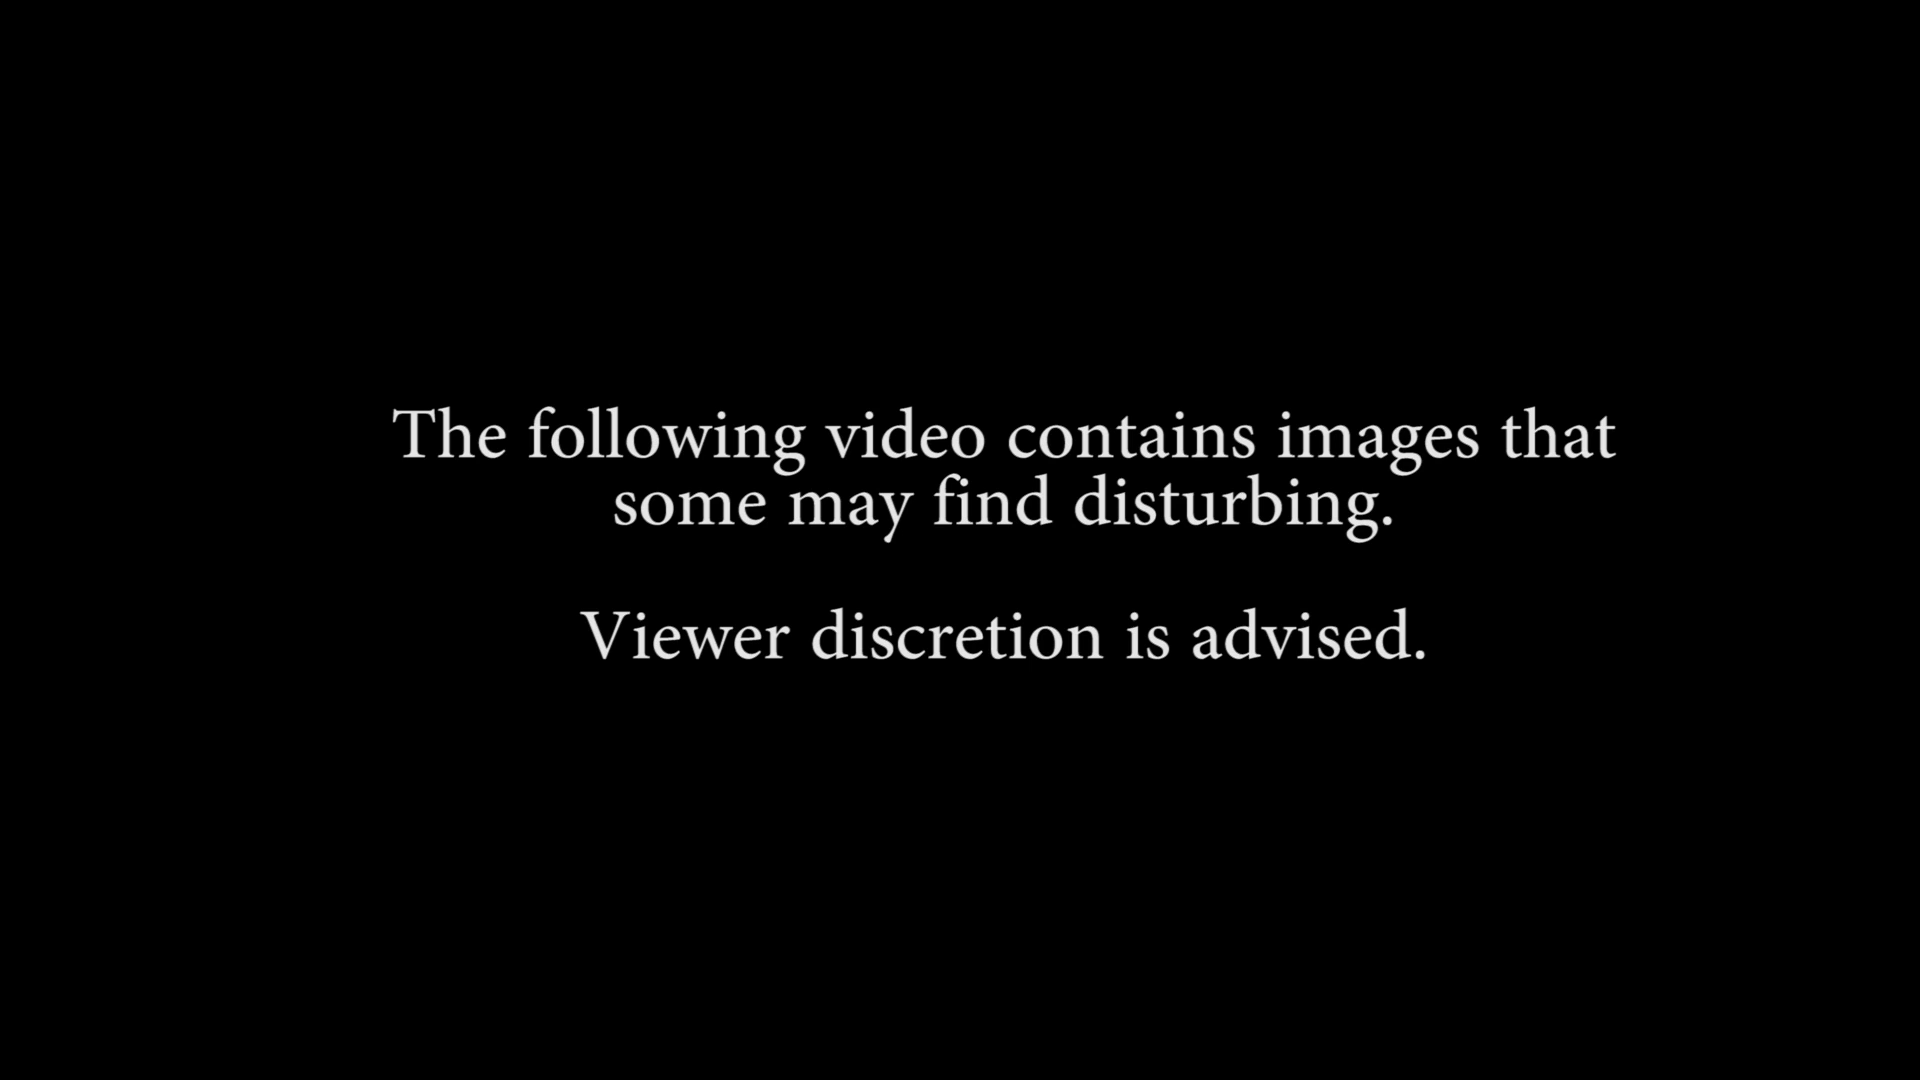 The following video contains images that
some may find disturbing.
Viewer discretion is advised.